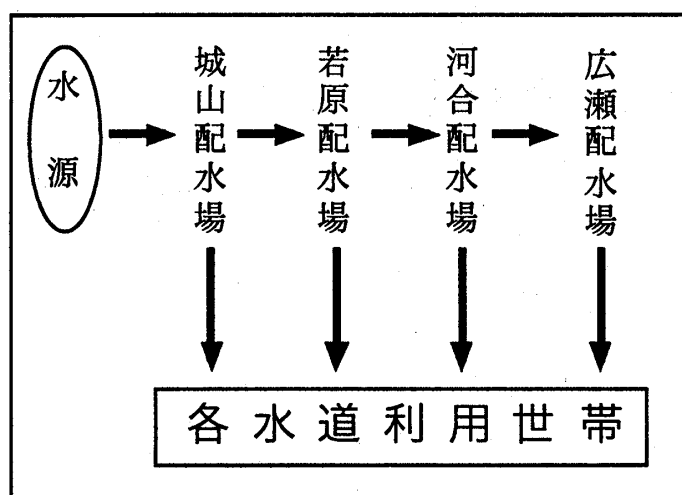 水源
城山配水場
若原配水場
河合配水場
広瀬配水場
各水道利用世帯